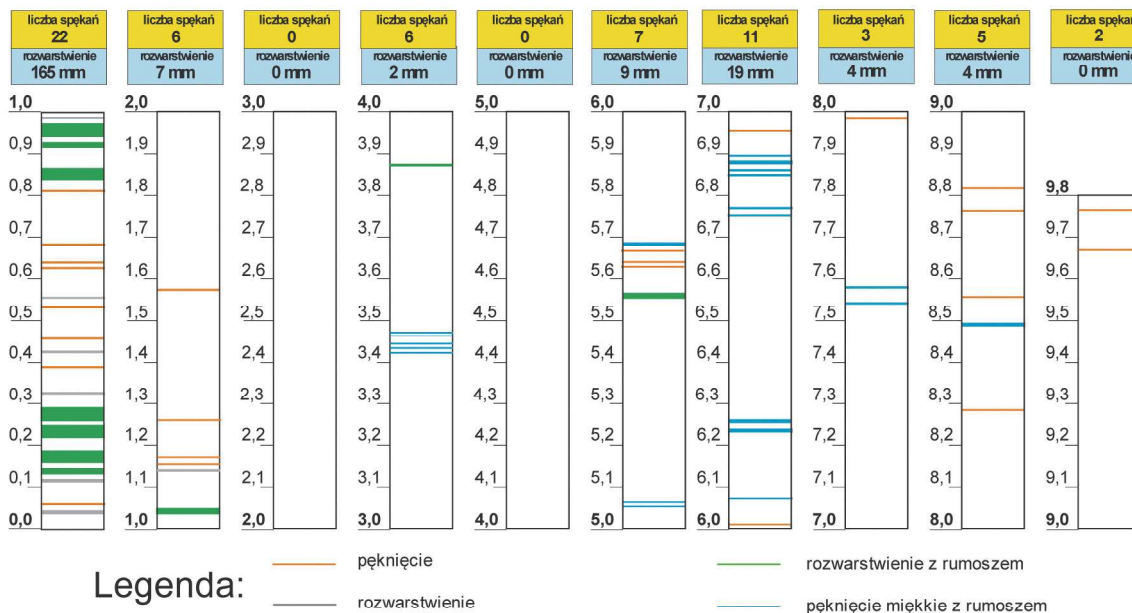 liczba spękań liczba spękań liczba spękań liczba spękań liczba spękań liczba spękań liczba spękań liczba spękań liczba spękań liczba spękań
22 6 0 6 0 7 11 3 5 2
rozwarstwienie rozwarstwienie rozwarstwienie rozwarstwienie rozwarstwienie rozwarstwienie rozwarstwienie rozwarstwienie rozwarstwienie rozwarstwienie
165 mm 7 mm 0 mm 2 mm 0 mm 9 mm 19 mm 4 mm 4 mm 0 mm
1,0 2,0 3,0 4,0 5,0 6,0 7,0 8,0 9,0
0,9 1,9 2,9 3,9 4,9 5,9 6,9 7,9 8,9
0,8 1,8 2,8 3,8 4,8 5,8 6,8 7,8 8,8 9,8
0,7 1,7 2,7 3,7 4,7 5,7 6,7 7,7 8,7 9,7
0,6 1,6 2,6 3,6 4,6 5,6 6,6 7,6 8,6 9,6
0,5 1,5 2,5 3,5 4,5 5,5 6,5 7,5 8,5 9,5
0,4 1,4 2,4 3,4 4,4 5,4 6,4 7,4 8,4 9,4
0,3 1,3 2,3 3,3 4,3 5,3 6,3 7,3 8,3 9,3
0,2 1,2 2,2 3,2 4,2 5,2 6,2 7,2 8,2 9,2
0,1 1,1 2,1 3,1 4,1 5,1 6,1 7,1 8,1 9,1
0,0 1,0 2,0 3,0 4,0 5,0 6,0 7,0 8,0 9,0
Legenda:
pęknięcie
rozwarstwienie
rozwarstwienie z rumoszem
pęknięcie miękkie z rumoszem